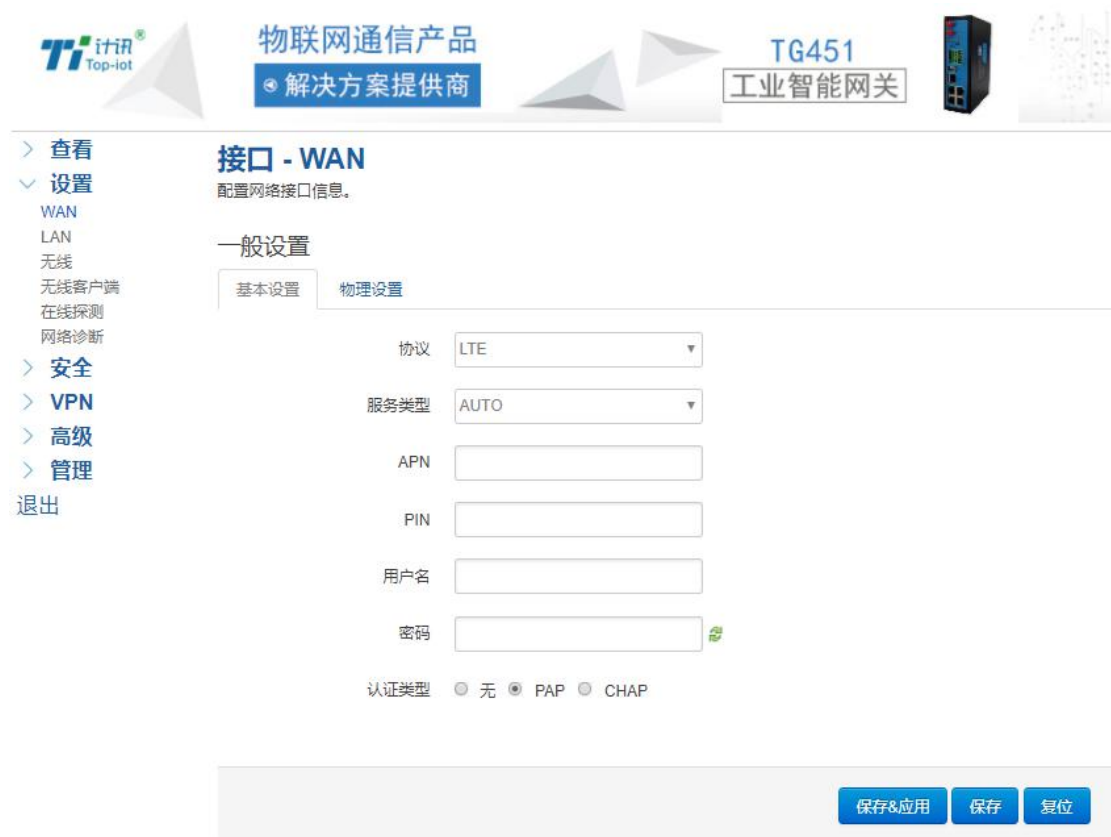 Ti 计讯®
Top-iot
物联网通信产品
解决方案提供商
TG451
工业智能网关
查看
设置
WAN
LAN
无线
无线客户端
在线探测
网络诊断
安全
VPN
高级
管理
退出
接口 - WAN
配置网络接口信息。
一般设置
基本设置 物理设置
协议 LTE
服务类型 AUTO
APN
PIN
用户名
密码
认证类型 无 PAP CHAP
保存&应用 保存 复位